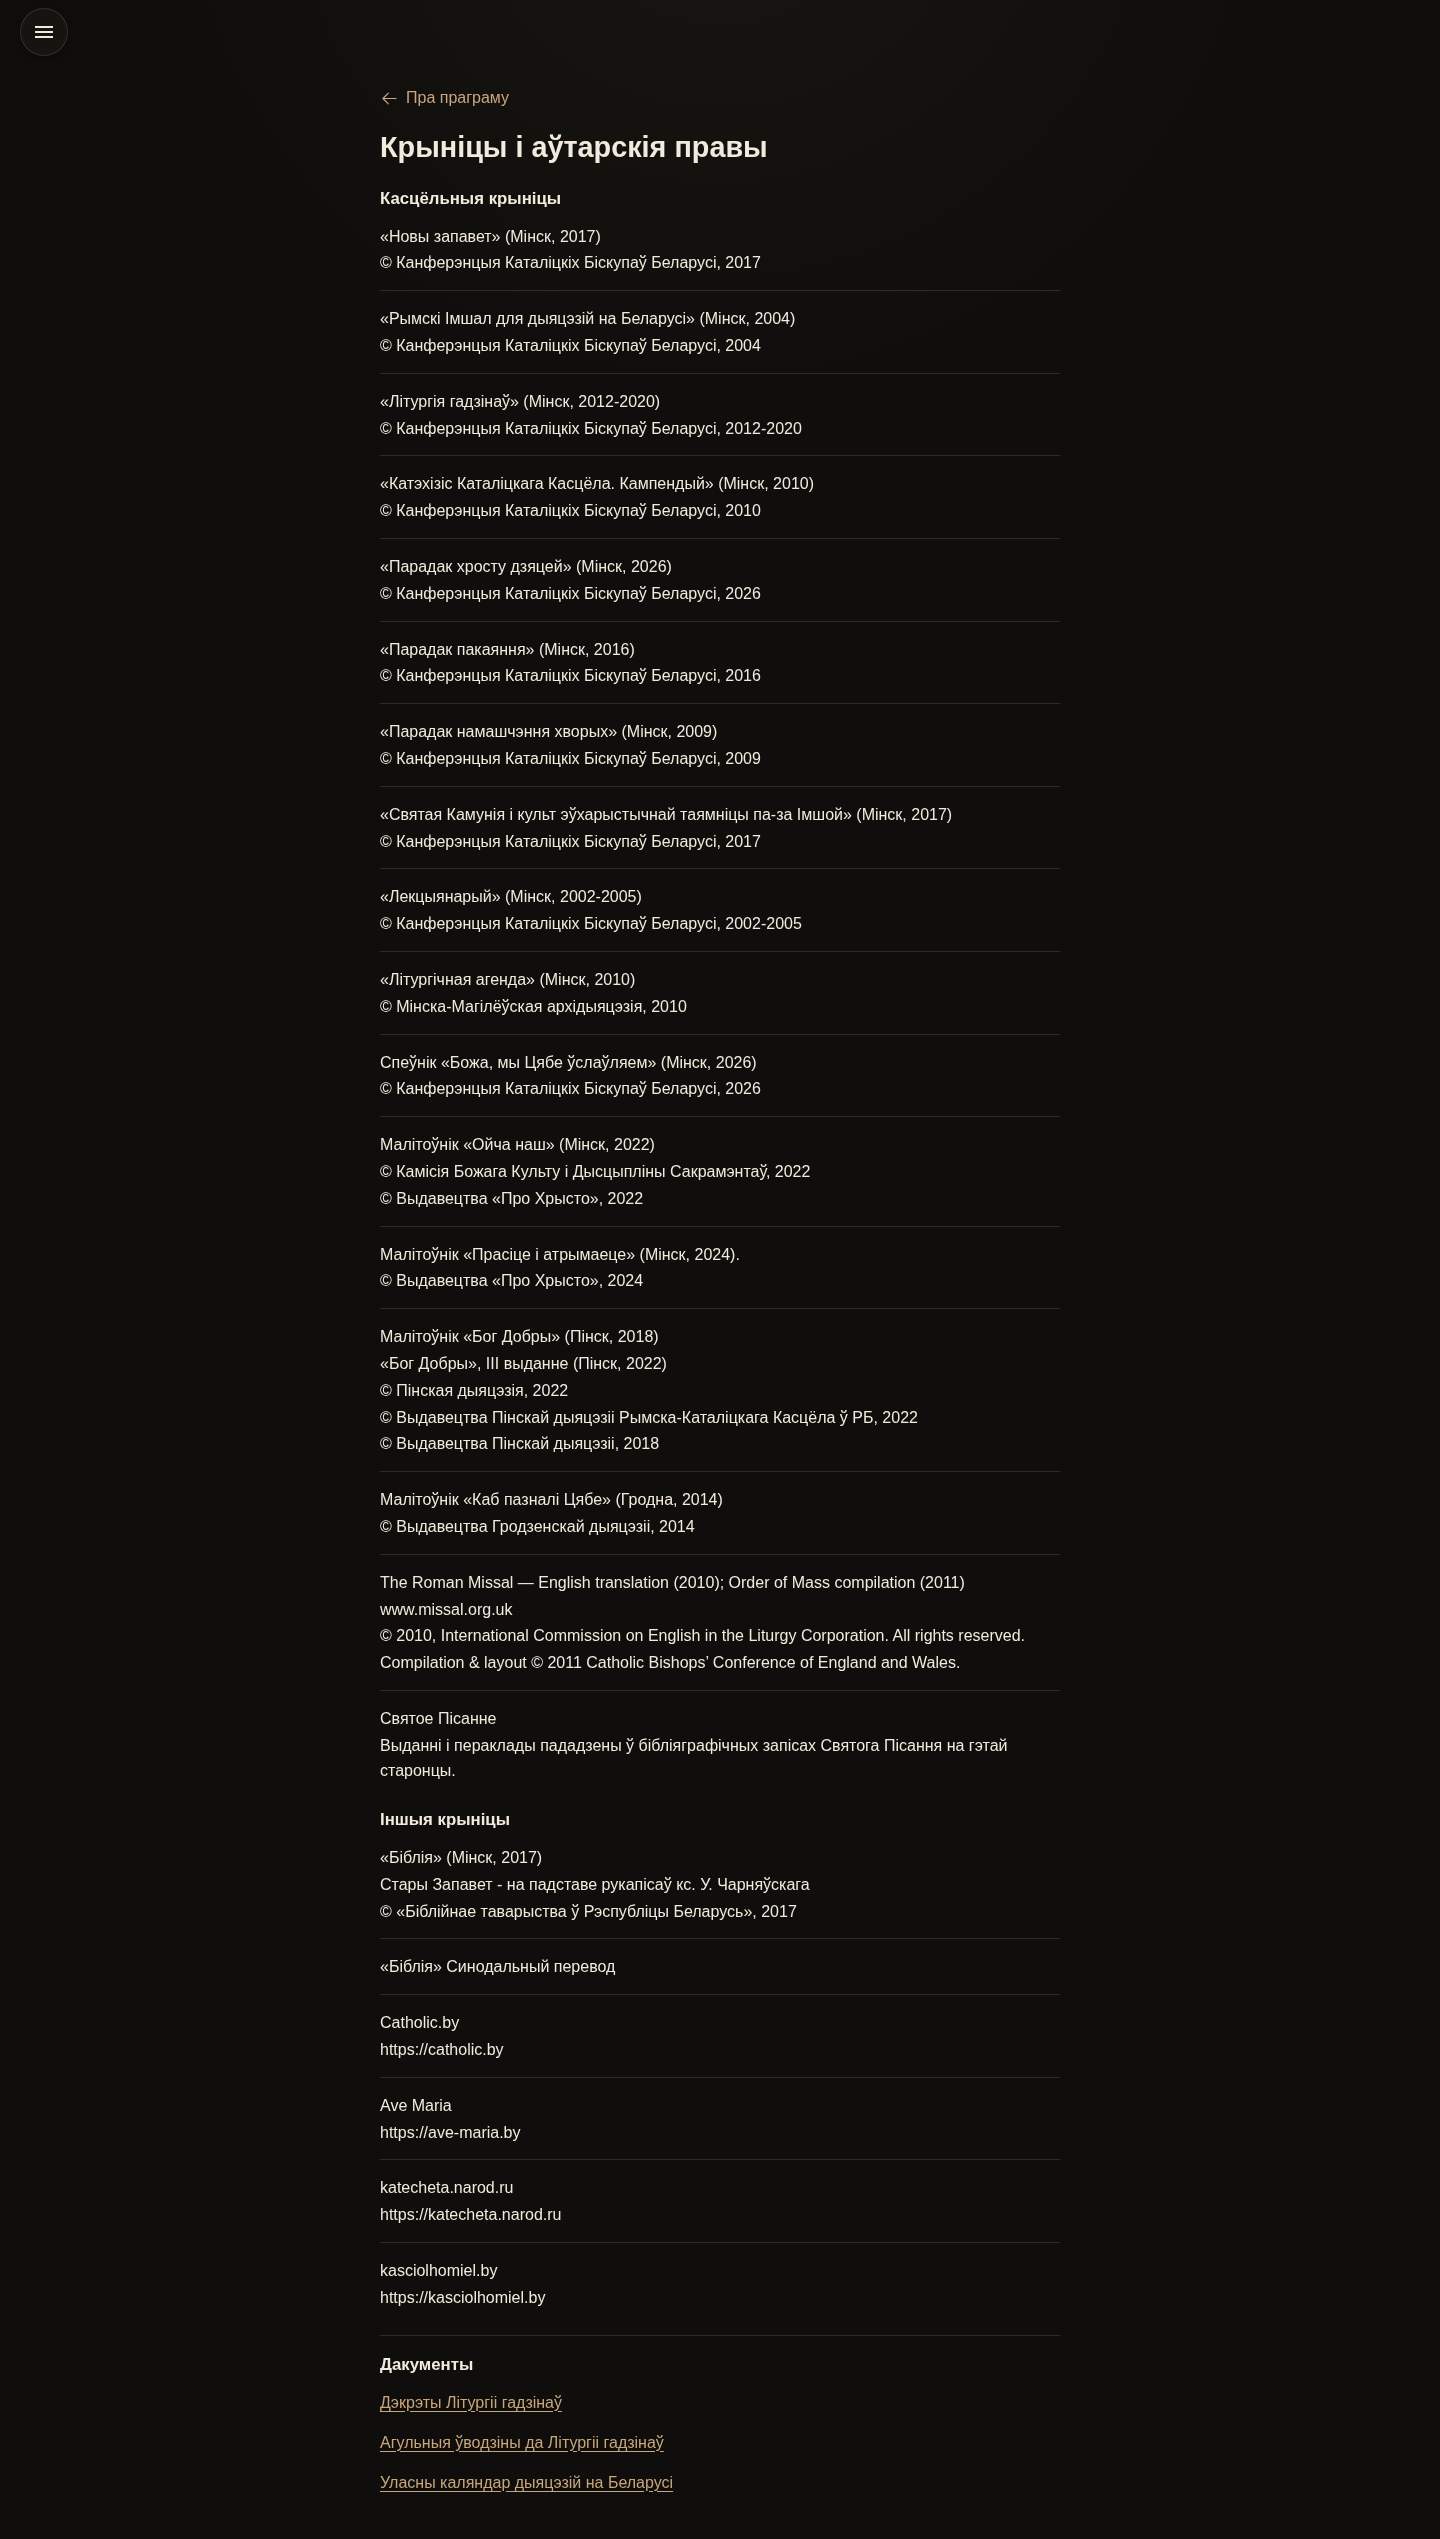 Пра праграму
Крыніцы і аўтарскія правы
Касцёльныя крыніцы
«Новы запавет» (Мінск, 2017)
© Канферэнцыя Каталіцкіх Біскупаў Беларусі, 2017
«Рымскі Імшал для дыяцэзій на Беларусі» (Мінск, 2004)
© Канферэнцыя Каталіцкіх Біскупаў Беларусі, 2004
«Літургія гадзінаў» (Мінск, 2012-2020)
© Канферэнцыя Каталіцкіх Біскупаў Беларусі, 2012-2020
«Катэхізіс Каталіцкага Касцёла. Кампендый» (Мінск, 2010)
© Канферэнцыя Каталіцкіх Біскупаў Беларусі, 2010
«Парадак хросту дзяцей» (Мінск, 2026)
© Канферэнцыя Каталіцкіх Біскупаў Беларусі, 2026
«Парадак пакаяння» (Мінск, 2016)
© Канферэнцыя Каталіцкіх Біскупаў Беларусі, 2016
«Парадак намашчэння хворых» (Мінск, 2009)
© Канферэнцыя Каталіцкіх Біскупаў Беларусі, 2009
«Святая Камунія і культ эўхарыстычнай таямніцы па-за Імшой» (Мінск, 2017)
© Канферэнцыя Каталіцкіх Біскупаў Беларусі, 2017
«Лекцыянарый» (Мінск, 2002-2005)
© Канферэнцыя Каталіцкіх Біскупаў Беларусі, 2002-2005
«Літургічная агенда» (Мінск, 2010)
© Мінска-Магілёўская архідыяцэзія, 2010
Спеўнік «Божа, мы Цябе ўслаўляем» (Мінск, 2026)
© Канферэнцыя Каталіцкіх Біскупаў Беларусі, 2026
Малітоўнік «Ойча наш» (Мінск, 2022)
© Камісія Божага Культу і Дысцыпліны Сакрамэнтаў, 2022
© Выдавецтва «Про Хрысто», 2022
Малітоўнік «Прасіце і атрымаеце» (Мінск, 2024).
© Выдавецтва «Про Хрысто», 2024
Малітоўнік «Бог Добры» (Пінск, 2018)
«Бог Добры», III выданне (Пінск, 2022)
© Пінская дыяцэзія, 2022
© Выдавецтва Пінскай дыяцэзіі Рымска-Каталіцкага Касцёла ў РБ, 2022
© Выдавецтва Пінскай дыяцэзіі, 2018
Малітоўнік «Каб пазналі Цябе» (Гродна, 2014)
© Выдавецтва Гродзенскай дыяцэзіі, 2014
The Roman Missal — English translation (2010); Order of Mass compilation (2011)
www.missal.org.uk
© 2010, International Commission on English in the Liturgy Corporation. All rights reserved.
Compilation & layout © 2011 Catholic Bishops’ Conference of England and Wales.
Святое Пісанне
Выданні і пераклады пададзены ў бібліяграфічных запісах Святога Пісання на гэтай
старонцы.
Іншыя крыніцы
«Біблія» (Мінск, 2017)
Стары Запавет - на падставе рукапісаў кс. У. Чарняўскага
© «Біблійнае таварыства ў Рэспубліцы Беларусь», 2017
«Біблія» Синодальный перевод
Catholic.by
https://catholic.by
Ave Maria
https://ave-maria.by
katecheta.narod.ru
https://katecheta.narod.ru
kasciolhomiel.by
https://kasciolhomiel.by
Дакументы
Дэкрэты Літургіі гадзінаў
Агульныя ўводзіны да Літургіі гадзінаў
Уласны каляндар дыяцэзій на Беларусі